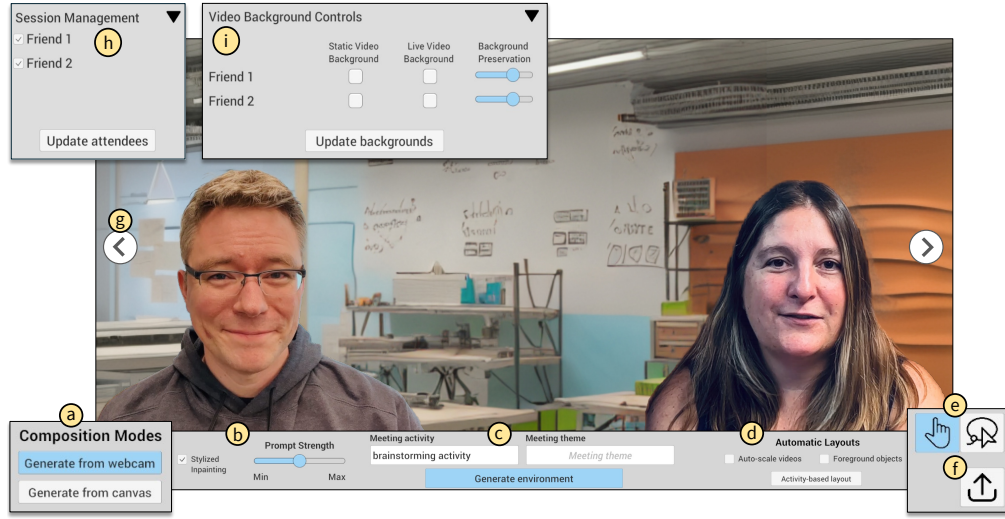 Session Management
Friend 1
h
Friend 2
Update attendees
Video Background Controls
i
Static Video Background
Live Video Background
Background Preservation
Friend 1
Friend 2
Update backgrounds
g
a
Composition Modes
Generate from webcam
Generate from canvas
b
Stylized Inpainting
Prompt Strength
Min
Max
c
Meeting activity
brainstorming activity
Meeting theme
Meeting theme
Generate environment
d
Automatic Layouts
Auto-scale videos
Foreground objects
Activity-based layout
e
f